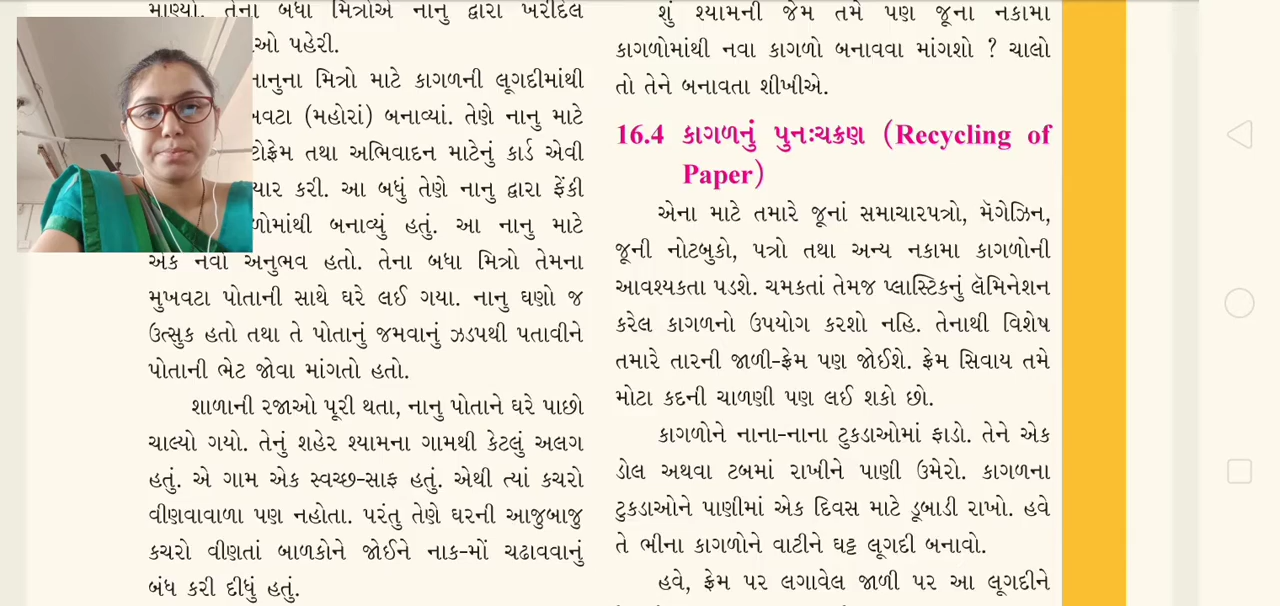 માણ્યો. તેના બધા મિત્રોએ નાનુ દ્વારા ખરીદેલ
ઓ પહેરી.
નાનુના મિત્રો માટે કાગળની લૂગદીમાંથી
ખવટા (મહોરાં) બનાવ્યાં. તેણે નાનુ માટે
ટોફ્રેમ તથા અભિવાદન માટેનું કાર્ડ એવી
યાર કરી. આ બધું તેણે નાનુ દ્વારા ફેંકી
ળોમાંથી બનાવ્યું હતું. આ નાનુ માટે
એક નવો અનુભવ હતો. તેના બધા મિત્રો તેમના
મુખવટા પોતાની સાથે ઘરે લઈ ગયા. નાનુ ઘણો જ
ઉત્સુક હતો તથા તે પોતાનું જમવાનું ઝડપથી પતાવીને
પોતાની ભેટ જોવા માંગતો હતો.
શાળાની રજાઓ પૂરી થતા, નાનુ પોતાને ઘરે પાછો
ચાલ્યો ગયો. તેનું શહેર શ્યામના ગામથી કેટલું અલગ
હતું. એ ગામ એક સ્વચ્છ-સાફ હતું. એથી ત્યાં કચરો
વીણવાવાળા પણ નહોતા. પરંતુ તેણે ઘરની આજુબાજુ
કચરો વીણતાં બાળકોને જોઈને નાક-મોં ચઢાવવાનું
બંધ કરી દીધું હતું.
શું શ્યામની જેમ તમે પણ જૂના નકામા
કાગળોમાંથી નવા કાગળો બનાવવા માંગશો ? ચાલો
તો તેને બનાવતા શીખીએ.
16.4 કાગળનું પુનઃચક્રણ (Recycling of
Paper)
એના માટે તમારે જૂનાં સમાચારપત્રો, મૅગેઝિન,
જૂની નોટબુકો, પત્રો તથા અન્ય નકામા કાગળોની
આવશ્યકતા પડશે. ચમકતાં તેમજ પ્લાસ્ટિકનું લૅમિનેશન
કરેલ કાગળનો ઉપયોગ કરશો નહિ. તેનાથી વિશેષ
તમારે તારની જાળી-ફ્રેમ પણ જોઈશે. ફ્રેમ સિવાય તમે
મોટા કદની ચાળણી પણ લઈ શકો છો.
કાગળોને નાના-નાના ટુકડાઓમાં ફાડો. તેને એક
ડોલ અથવા ટબમાં રાખીને પાણી ઉમેરો. કાગળના
ટુકડાઓને પાણીમાં એક દિવસ માટે ડૂબાડી રાખો. હવે
તે ભીના કાગળોને વાટીને ઘટ્ટ લૂગદી બનાવો.
હવે, ફ્રેમ પર લગાવેલ જાળી પર આ લૂગદીને